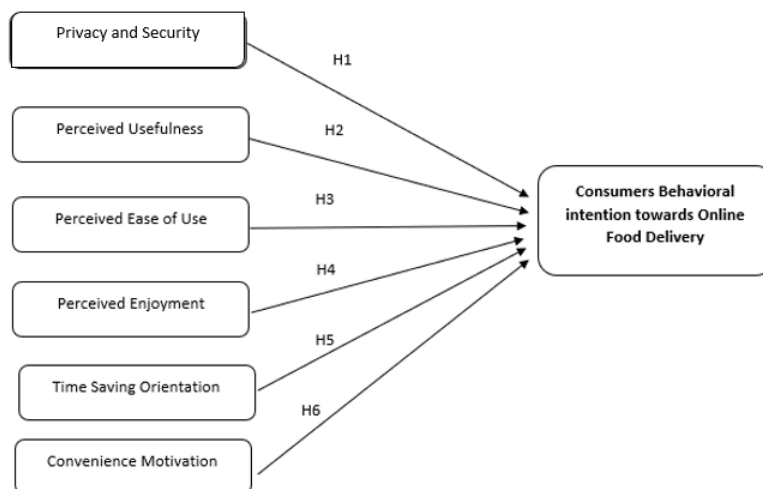 Privacy and Security
H1
Perceived Usefulness
H2
Perceived Ease of Use
H3
Perceived Enjoyment
H4
Time Saving Orientation
H5
Convenience Motivation
H6
Consumers Behavioral
intention towards Online
Food Delivery